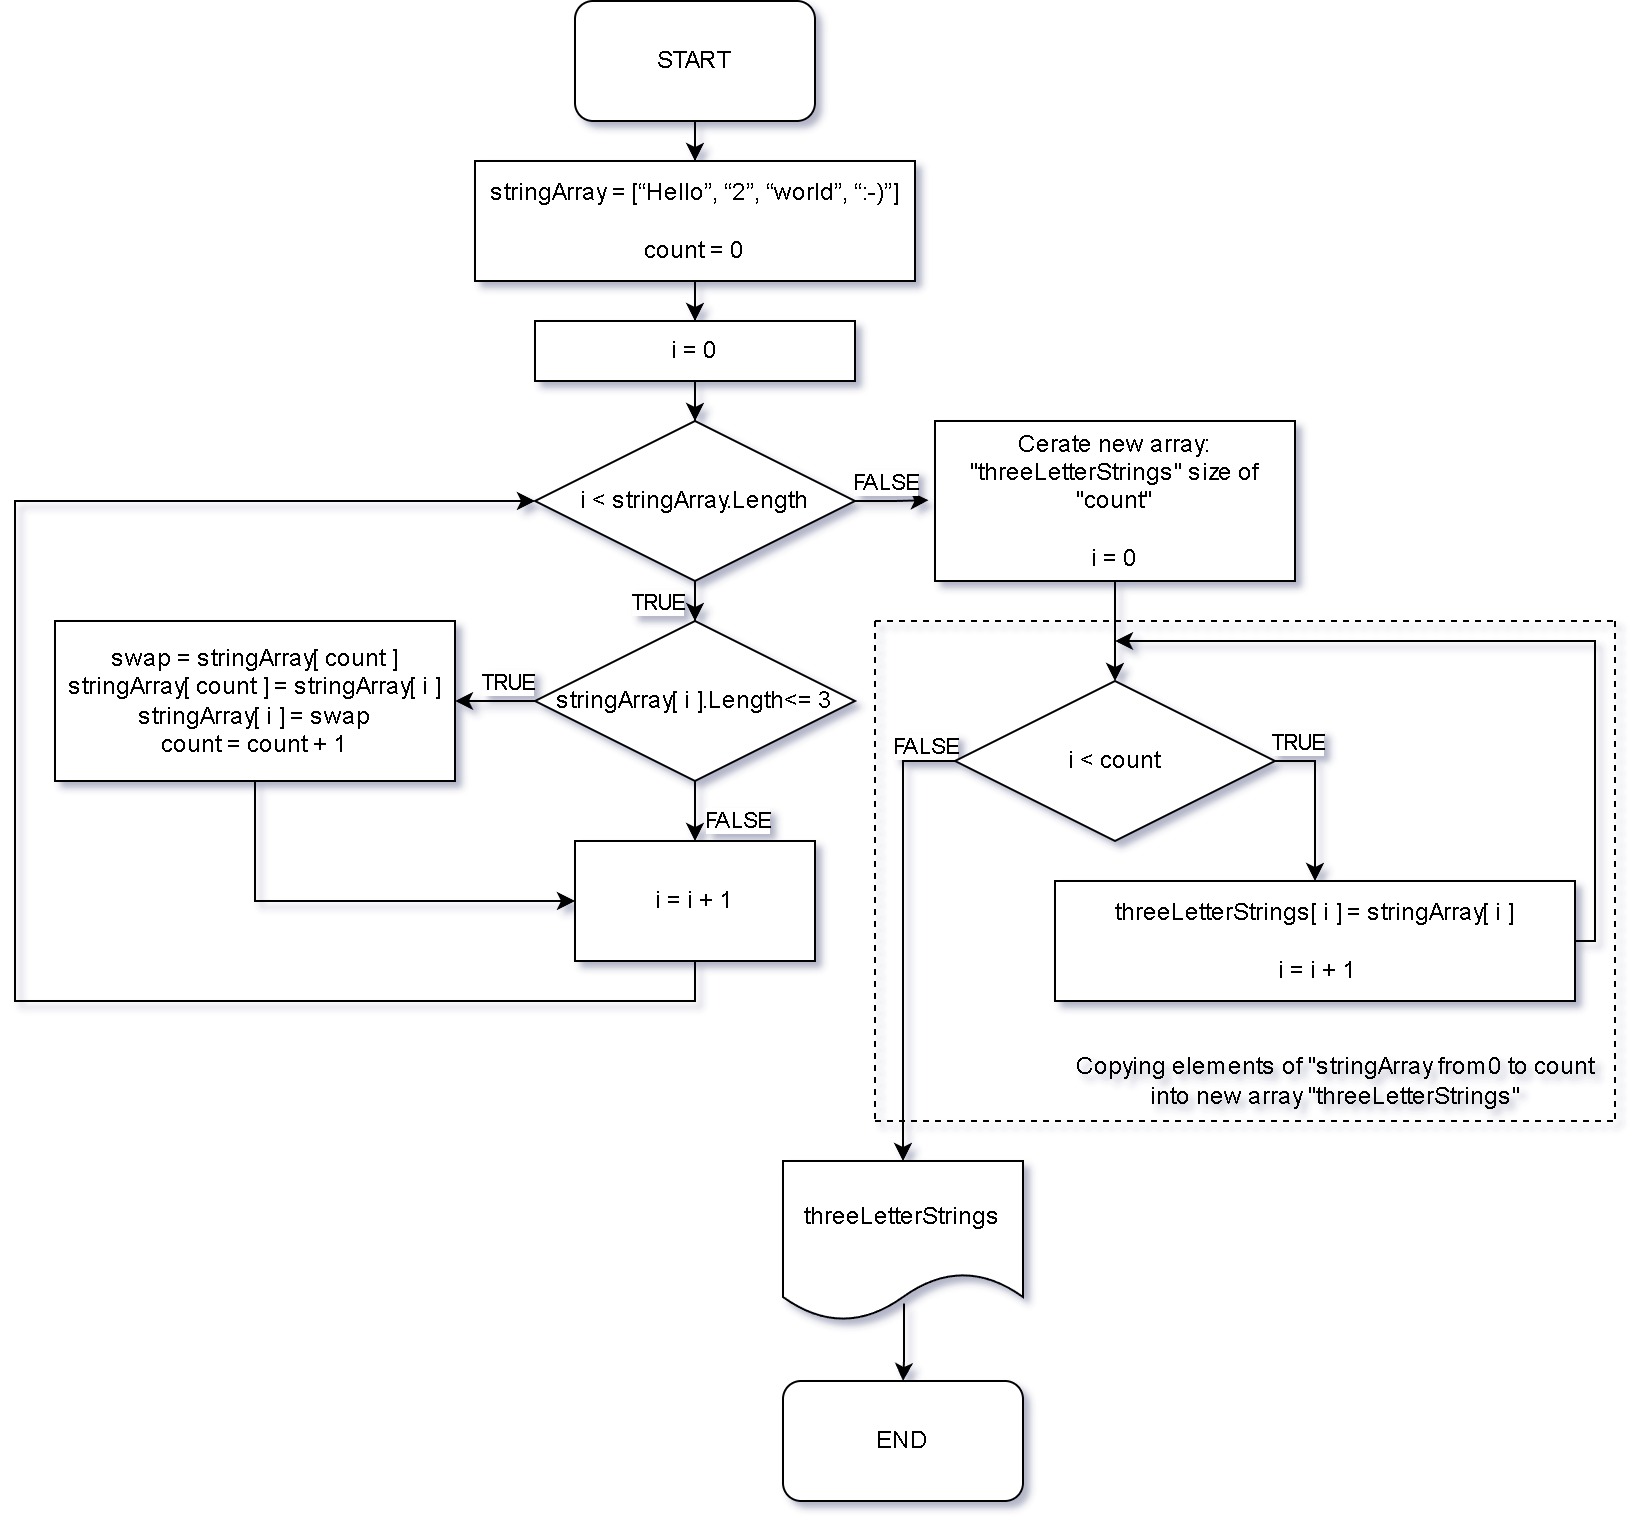 START
stringArray = [“Hello”, “2”, “world”, “:-)”]
count = 0
i = 0
i < stringArray.Length
FALSE
Cerate new array:
"threeLetterStrings" size of
"count"
i = 0
TRUE
stringArray[ i ].Length<= 3
TRUE
swap = stringArray[ count ]
stringArray[ count ] = stringArray[ i ]
stringArray[ i ] = swap
count = count + 1
FALSE
i = i + 1
i < count
FALSE
TRUE
threeLetterStrings[ i ] = stringArray[ i ]
i = i + 1
Copying elements of "stringArray from 0 to count
into new array "threeLetterStrings"
threeLetterStrings
END